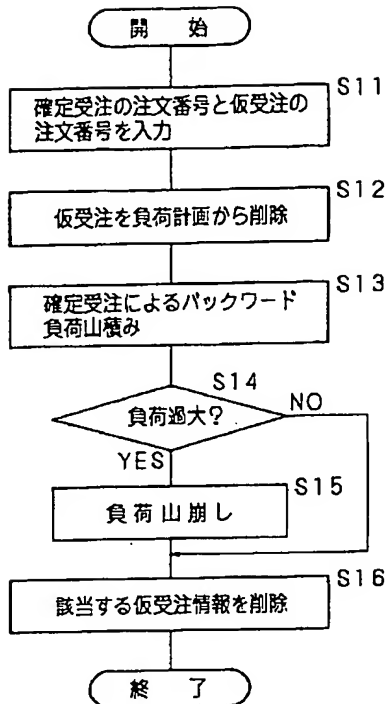 開 始
S11
確定受注の注文番号と仮受注の
注文番号を入力
S12
仮受注を負荷計画から削除
S13
確定受注によるバックワード
負荷山積み
S14
負荷過大?
NO
YES
S15
負荷山崩し
S16
該当する仮受注情報を削除
終 了